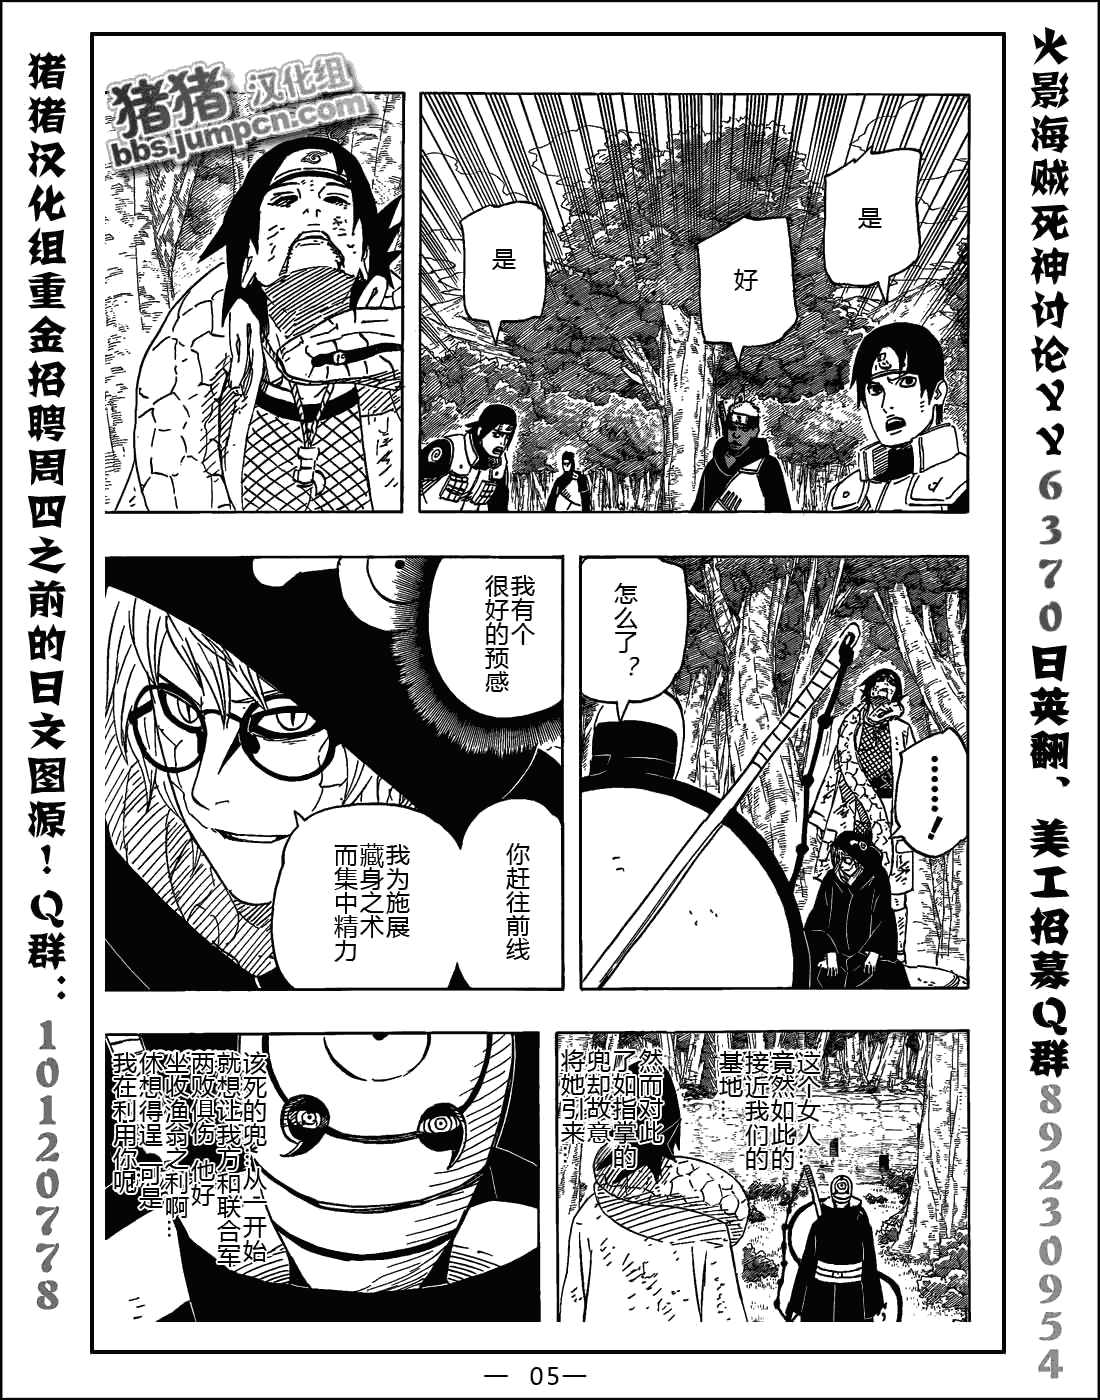 猪猪 汉化组
bbs.jumpcn.com
火影海贼死神讨论YY6370日英翻、美工招募Q群892309954
猪猪汉化组重金招聘周四之前的日文图源！Q群：101220778
是
好
是
怎么了？
……！
我有个
很好的预感
你赶往前线
我为施展
藏身之术
而集中精力
这个女人…
竟然如此的
接近我们的
基地…
然而对此
了如指掌的
兜却故意
将她引来…
该死的兜…从一开始
就想让我方和联合军
两败俱伤 他好
坐收渔翁之利啊…
休想得逞 可是
我在利用你呢
— 05—